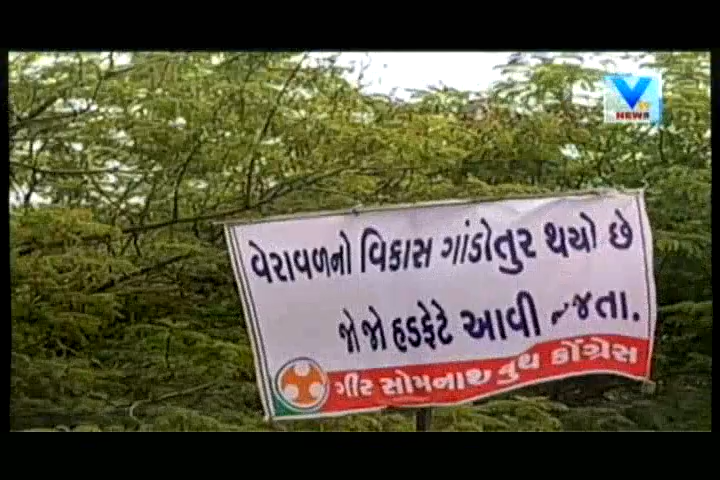 V
NEWS
વેરાવળનો વિકાસ ગાંડોતુર થયો છે
જોજો હડફેટે આવી ન જતા.
ગીર સોમનાથ યુથ કોંગ્રેસ